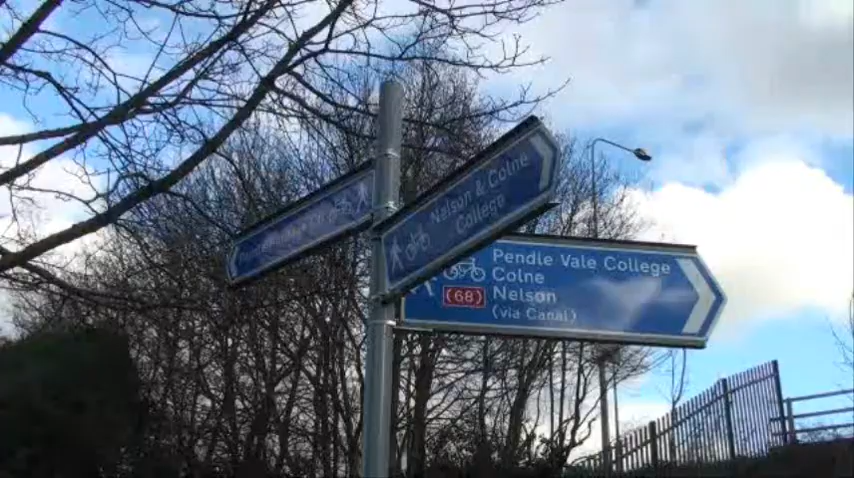 Nelson & Colne
College
Pendle Vale College
Colne
(68) Nelson
(via Canal)